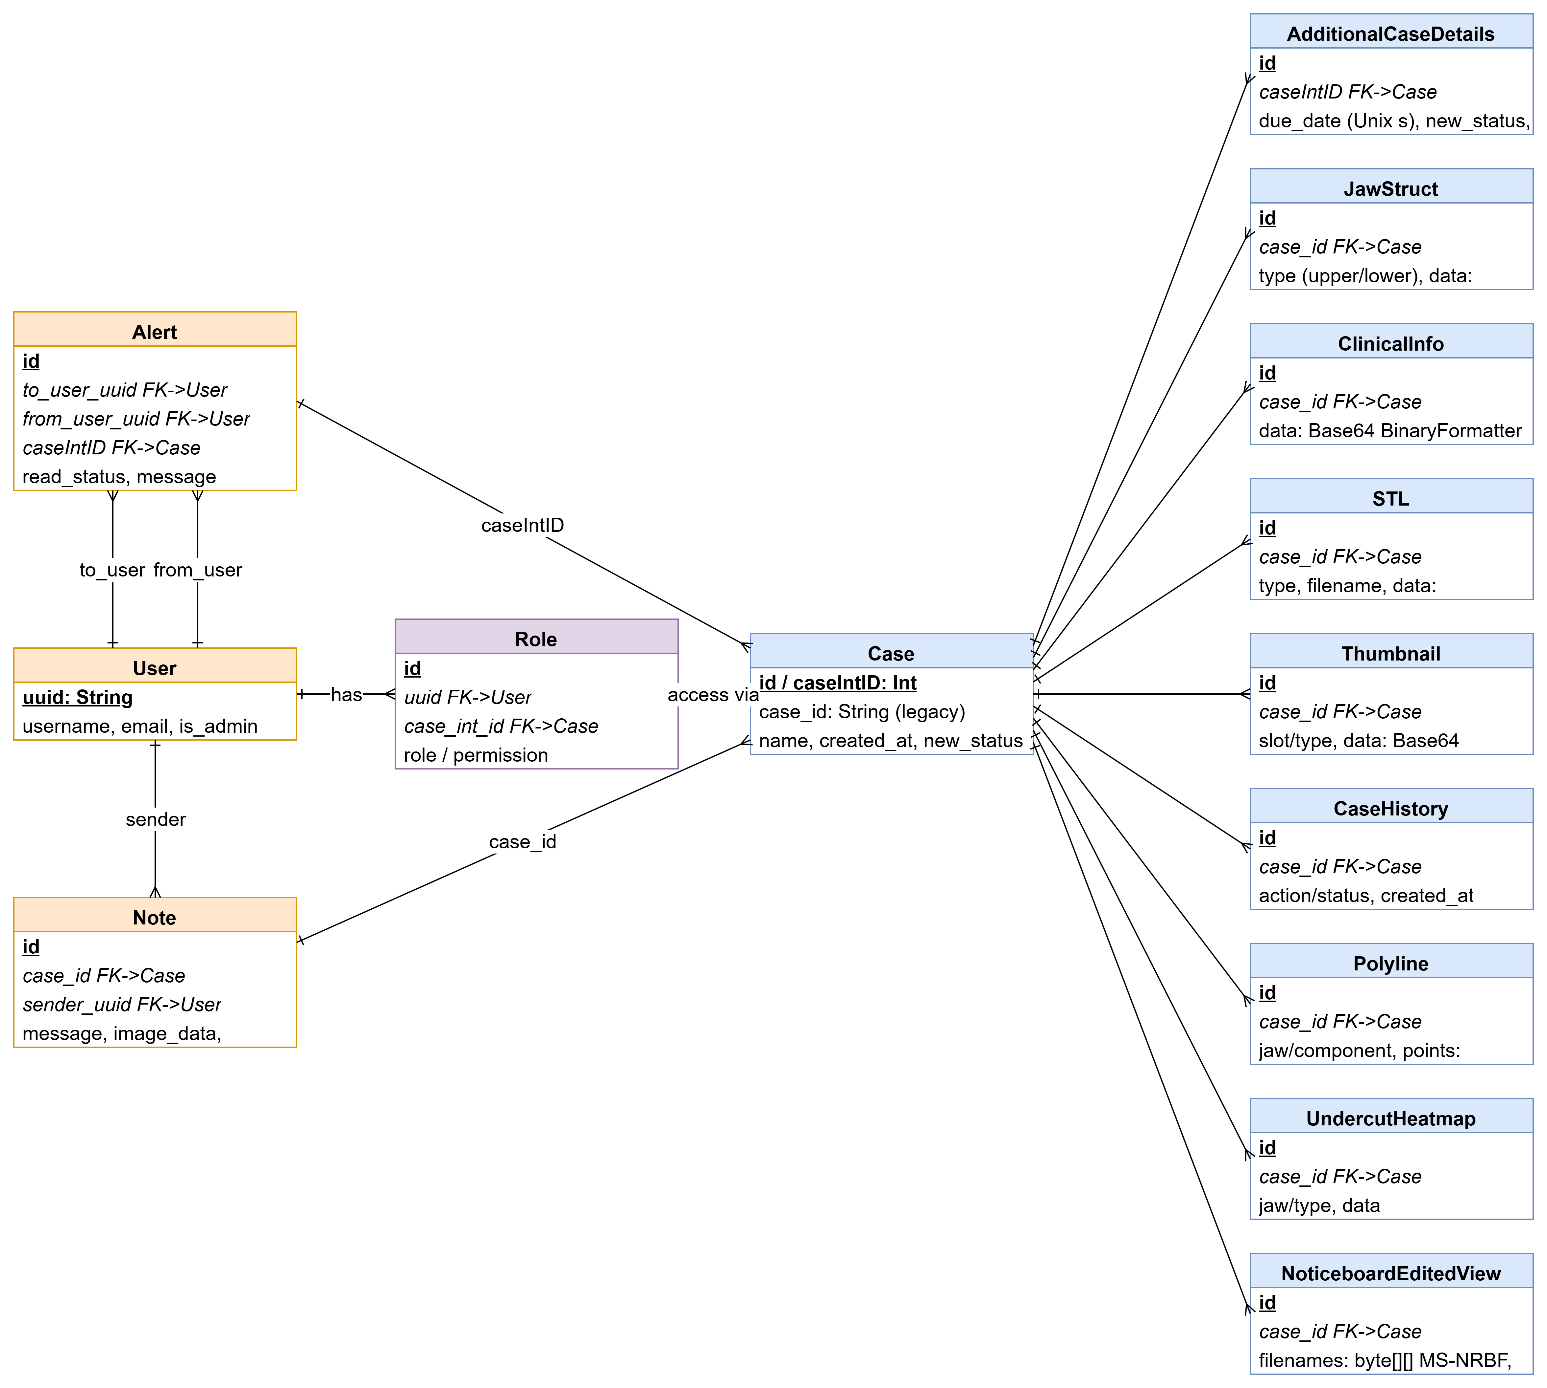 AdditionalCaseDetails
id
caseIntID FK->Case
due_date (Unix s), new_status,
JawStruct
id
case_id FK->Case
type (upper/lower), data:
ClinicalInfo
id
case_id FK->Case
data: Base64 BinaryFormatter
STL
id
case_id FK->Case
type, filename, data:
Thumbnail
id
case_id FK->Case
slot/type, data: Base64
CaseHistory
id
case_id FK->Case
action/status, created_at
Polyline
id
case_id FK->Case
jaw/component, points:
UndercutHeatmap
id
case_id FK->Case
jaw/type, data
NoticeboardEditedView
id
case_id FK->Case
filenames: byte[][] MS-NRBF,
Alert
id
to_user_uuid FK->User
from_user_uuid FK->User
caseIntID FK->Case
read_status, message
caseIntID
to_user
from_user
User
uuid: String
username, email, is_admin
has
Role
id
uuid FK->User
case_int_id FK->Case
role / permission
access via
Case
id / caseIntID: Int
case_id: String (legacy)
name, created_at, new_status
sender
case_id
Note
id
case_id FK->Case
sender_uuid FK->User
message, image_data,